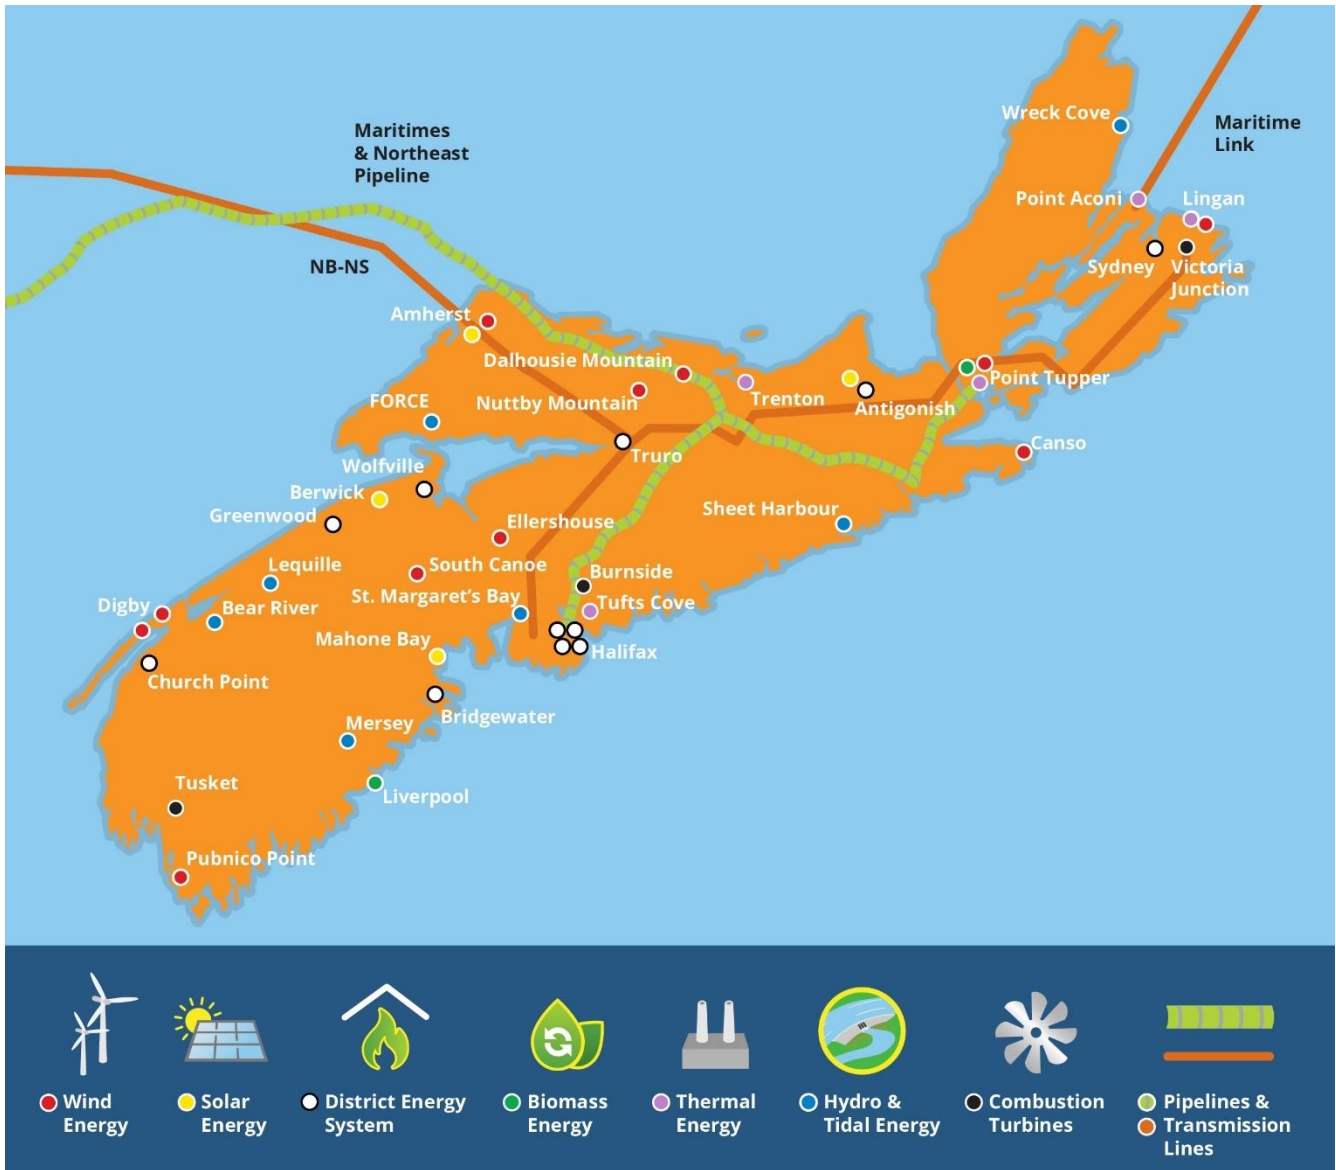 Wreck Cove
Maritime
Link
Maritimes
& Northeast
Pipeline
Point Aconi
Lingan
NB-NS
Sydney
Victoria
Junction
Amherst
Dalhousie Mountain
Point Tupper
FORCE
Nuttby Mountain
Trenton
Antigonish
Truro
Canso
Wolfville
Berwick
Greenwood
Sheet Harbour
Ellershouse
Lequille
South Canoe
Burnside
Digby
Bear River
St. Margaret's Bay
Tufts Cove
Mahone Bay
Halifax
Church Point
Bridgewater
Mersey
Tusket
Liverpool
Pubnico Point
Wind
Energy
Solar
Energy
District Energy
System
Biomass
Energy
Thermal
Energy
Hydro &
Tidal Energy
Combustion
Turbines
Pipelines &
Transmission
Lines